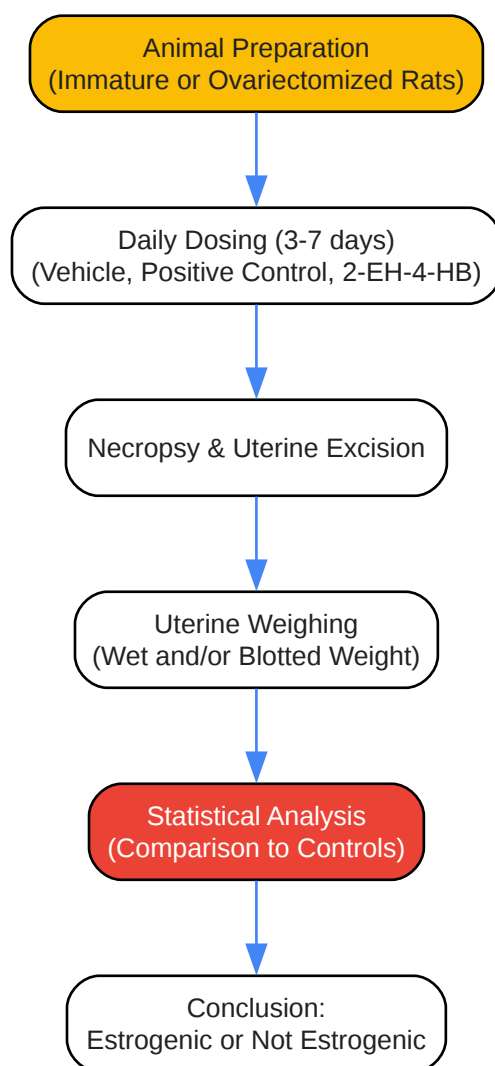 Animal Preparation
(Immature or Ovariectomized Rats)
Daily Dosing (3-7 days)
(Vehicle, Positive Control, 2-EH-4-HB)
Necropsy & Uterine Excision
Uterine Weighing
(Wet and/or Blotted Weight)
Statistical Analysis
(Comparison to Controls)
Conclusion:
Estrogenic or Not Estrogenic